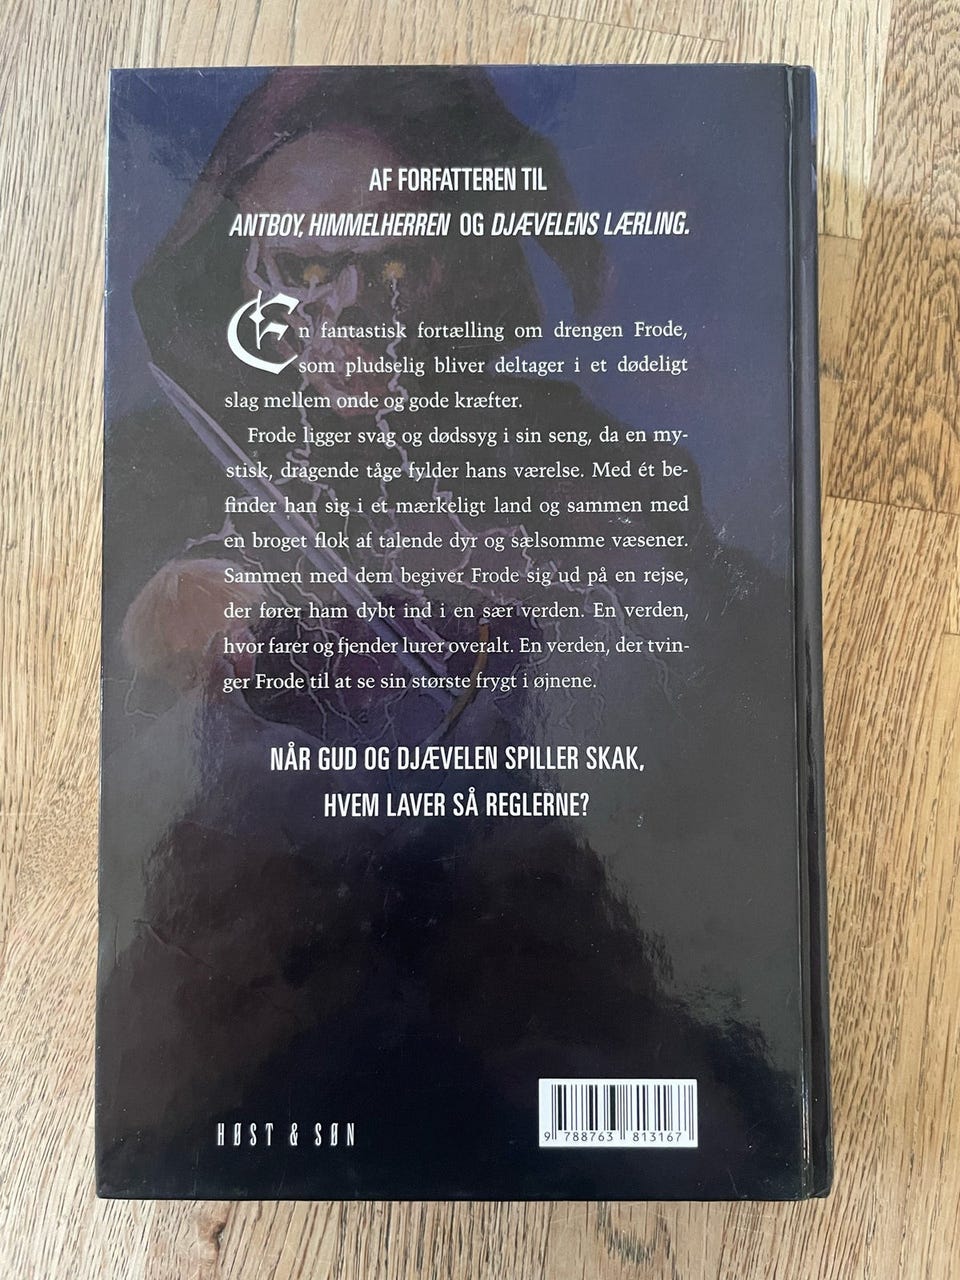 AF FORFATTEREN TIL
ANTBOY, HIMMELHERREN OG DJÆVELENS LÆRLING.
En fantastisk fortælling om drengen Frode,
som pludselig bliver deltager i et dødeligt
slag mellem onde og gode kræfter.
Frode ligger svag og dødssyg i sin seng, da en my-
stisk, dragende tåge fylder hans værelse. Med ét be-
finder han sig i et mærkeligt land og sammen med
en broget flok af talende dyr og sælsomme væsener.
Sammen med dem begiver Frode sig ud på en rejse,
der fører ham dybt ind i en sær verden. En verden,
hvor farer og fjender lurer overalt. En verden, der tvin-
ger Frode til at se sin største frygt i øjnene.
NÅR GUD OG DJÆVELEN SPILLER SKAK,
HVEM LAVER SÅ REGLERNE?
HØST & SØN
9 788763 813167